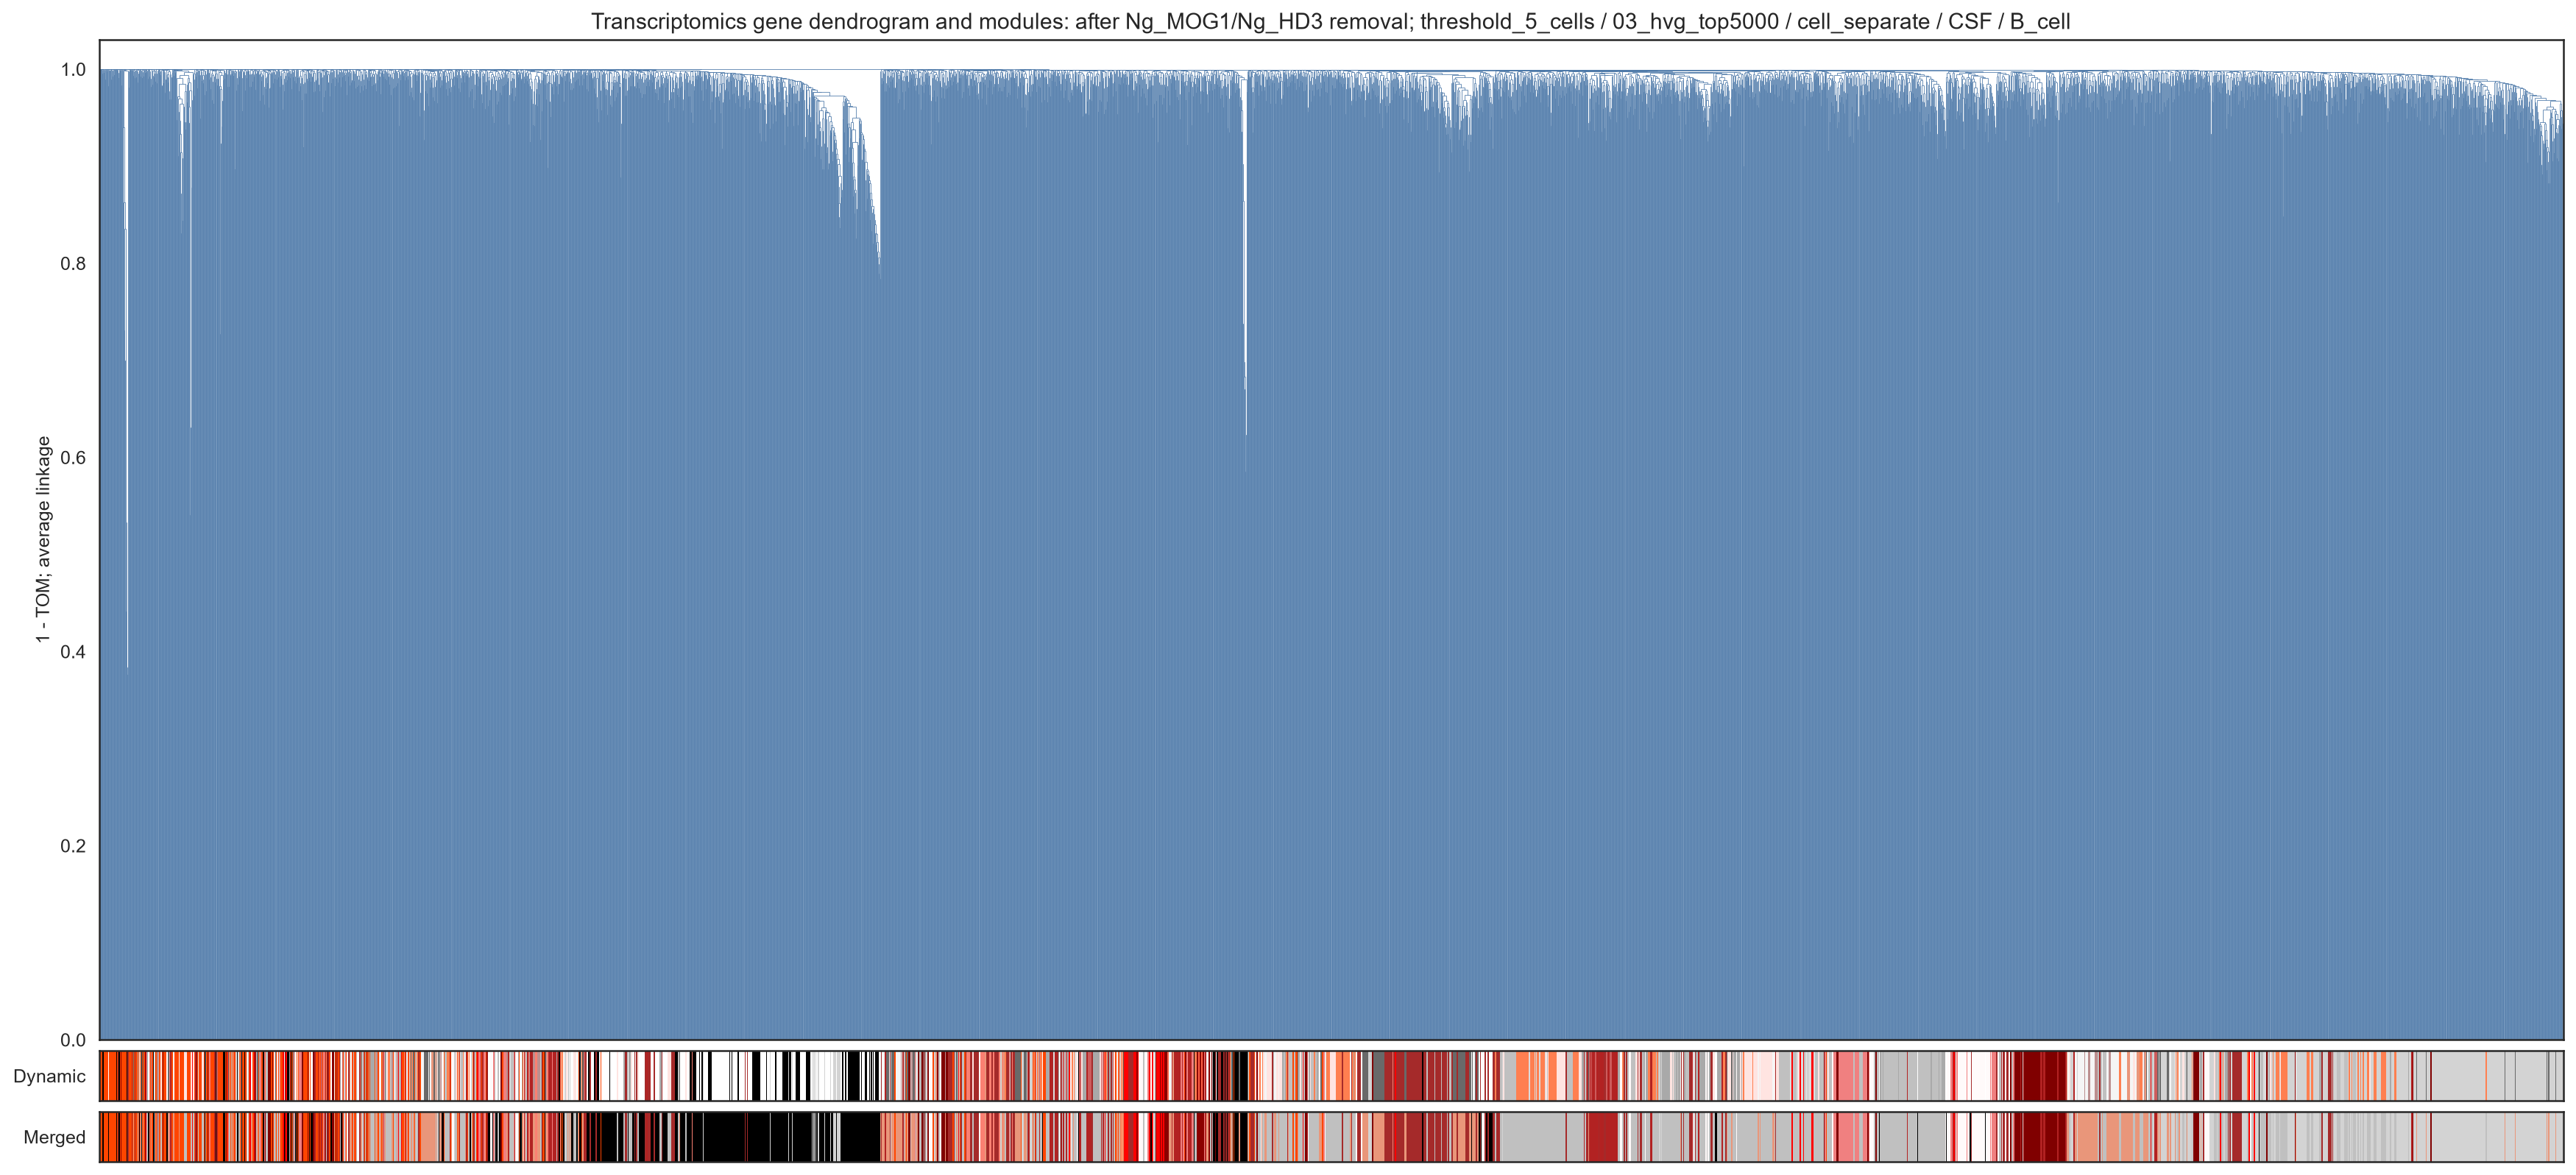 Transcriptomics gene dendrogram and modules: after Ng_MOG1/Ng_HD3 removal; threshold_5_cells / 03_hvg_top5000 / cell_separate / CSF / B_cell
1.0
0.8
0.6
0.4
0.2
0.0
1 - TOM; average linkage
Dynamic
Merged